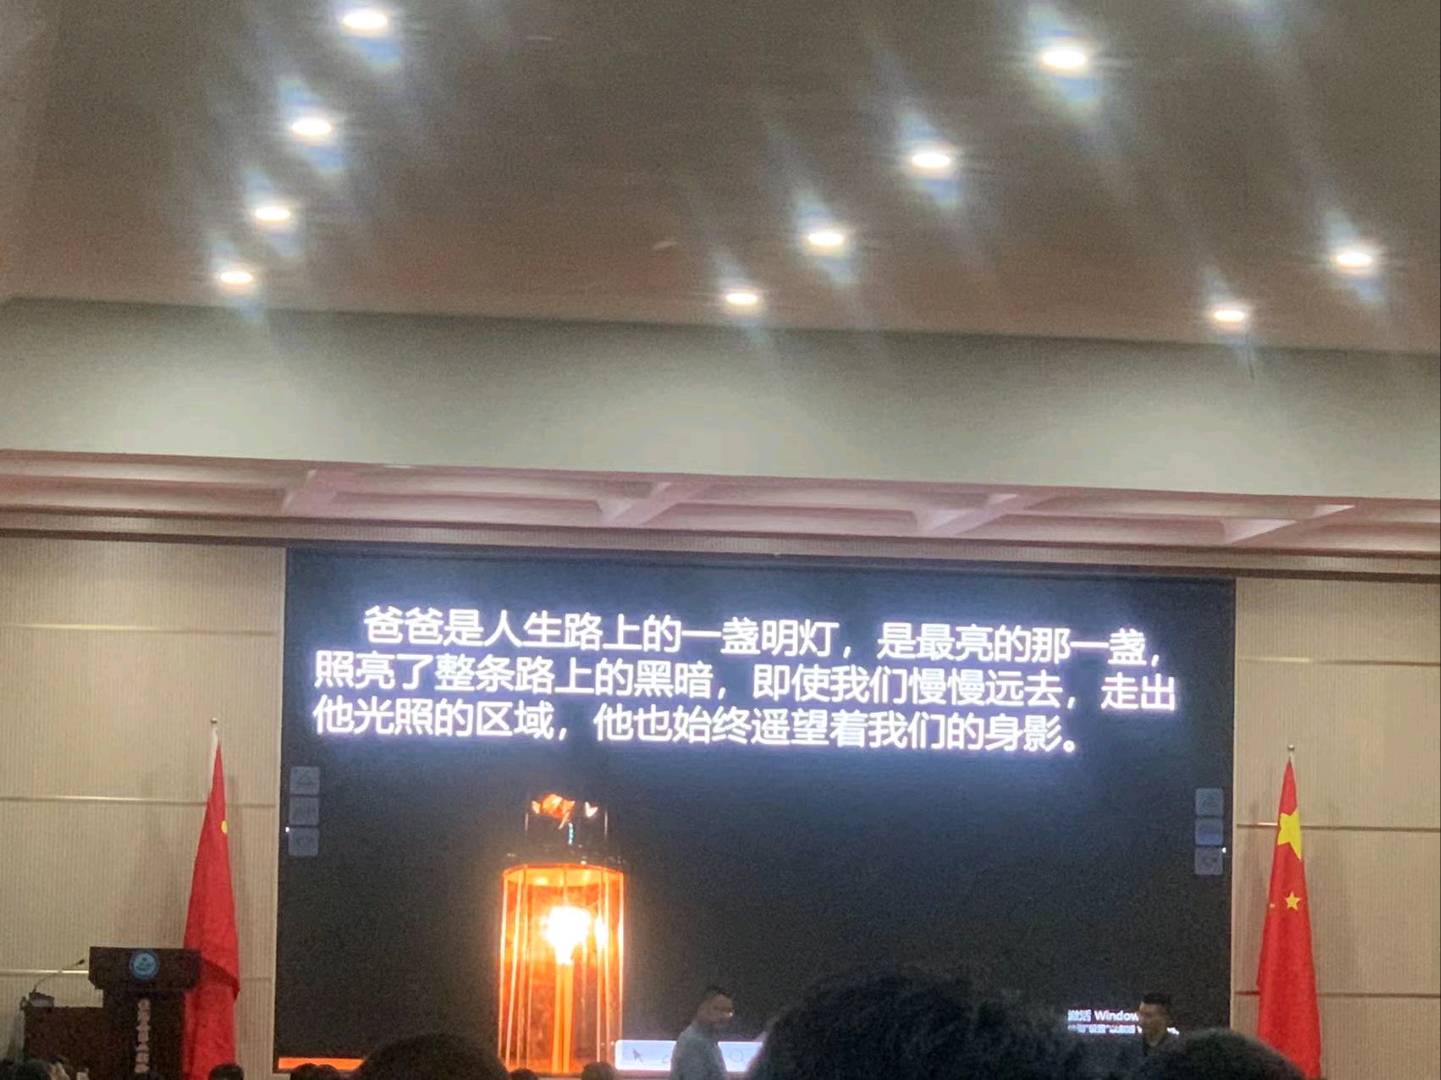 爸爸是人生路上的一盏明灯，是最亮的那一盏，
照亮了整条路上的黑暗，即使我们慢慢远去，走出
他光照的区域，他也始终遥望着我们的身影。
激活 Window